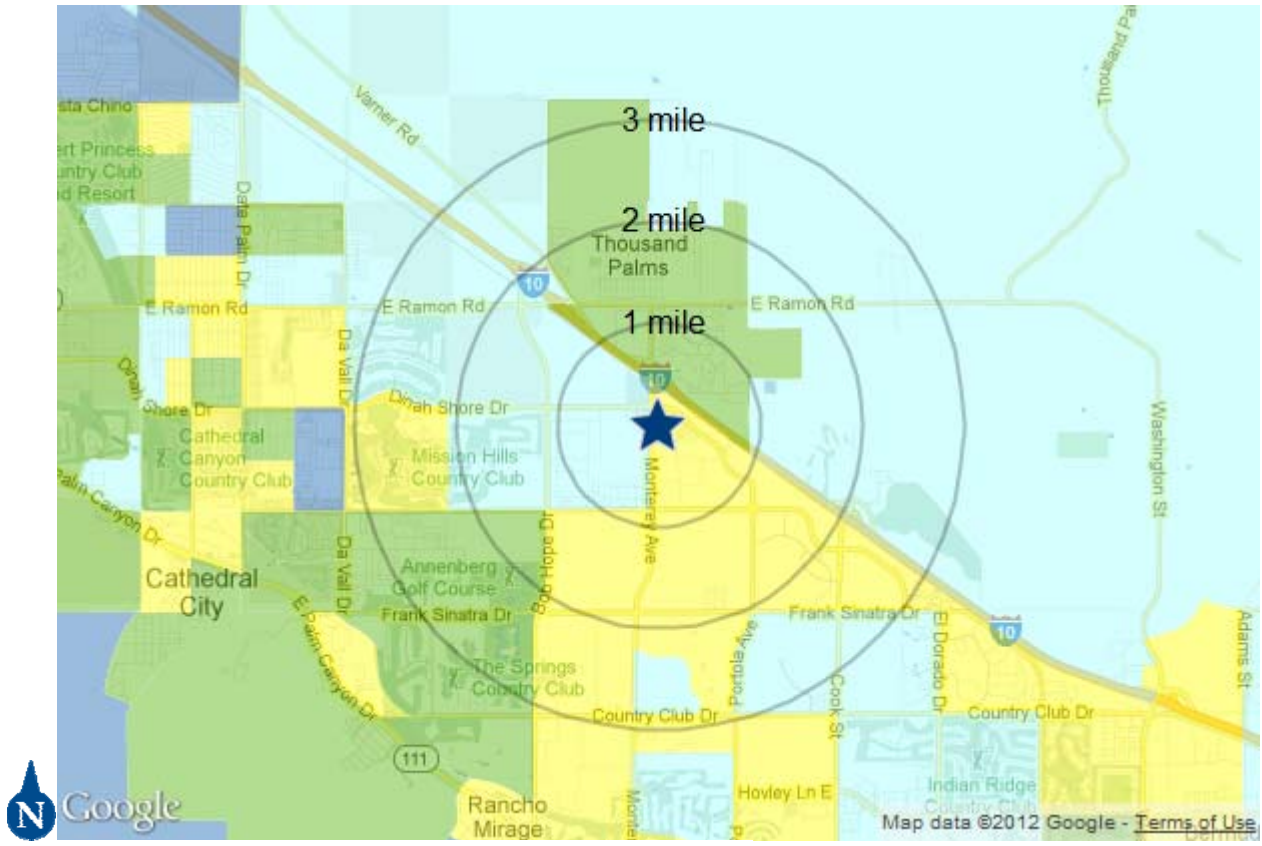 Thousand Pa
sta Chino
Varner Rd
3 mile
ert Princess
untry Club
d Resort
Date Palm Dr
2 mile
Thousand
Palms
10
E Ramon Rd
E Ramon Rd
E Ramon Rd
1 mile
10
Da Vall Dr
Dinah Shore Dr
Dinah Shore Dr
Washington St
Cathedral
Canyon
Country Club
Mission Hills
Country Club
Monterey Ave
Palm Canyon Dr
Bob Hope Dr
Da Vall Dr
Annenberg
Golf Course
Cathedral
City
E Palm Canyon Dr
Frank Sinatra Dr
Frank Sinatra Dr
10
El Dorado Dr
Adams St
Portola Ave
The Springs
Country Club
Cook St
Country Club Dr
Country Club Dr
111
Indian Ridge
Country Club
Hovley Ln E
Rancho
Mirage
Monte
N
Google
Map data ©2012 Google - Terms of Use